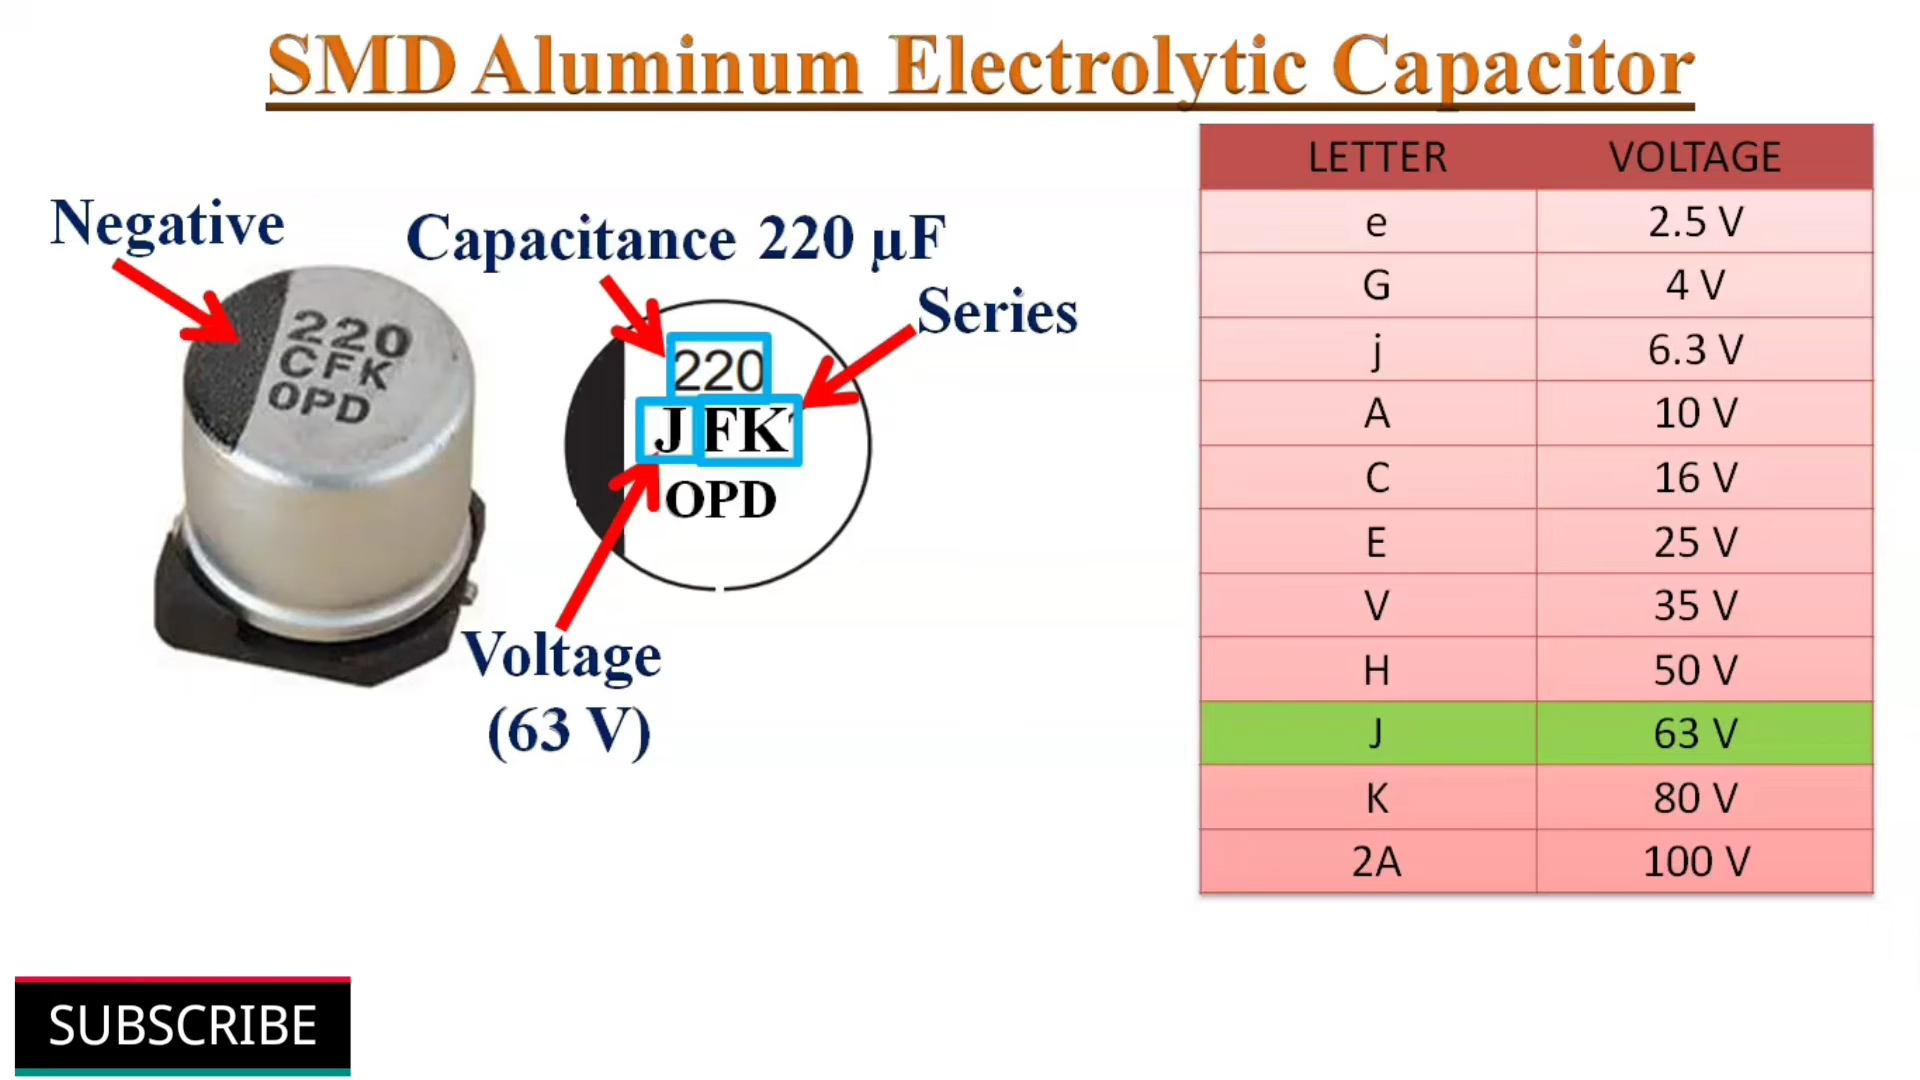 SMD Aluminum Electrolytic Capacitor
Negative
Capacitance 220 µF
Series
220
CFK
OPD
220
J FK
OPD
Voltage
(63 V)
LETTER VOLTAGE
e 2.5 V
G 4 V
j 6.3 V
A 10 V
C 16 V
E 25 V
V 35 V
H 50 V
J 63 V
K 80 V
2A 100 V
SUBSCRIBE